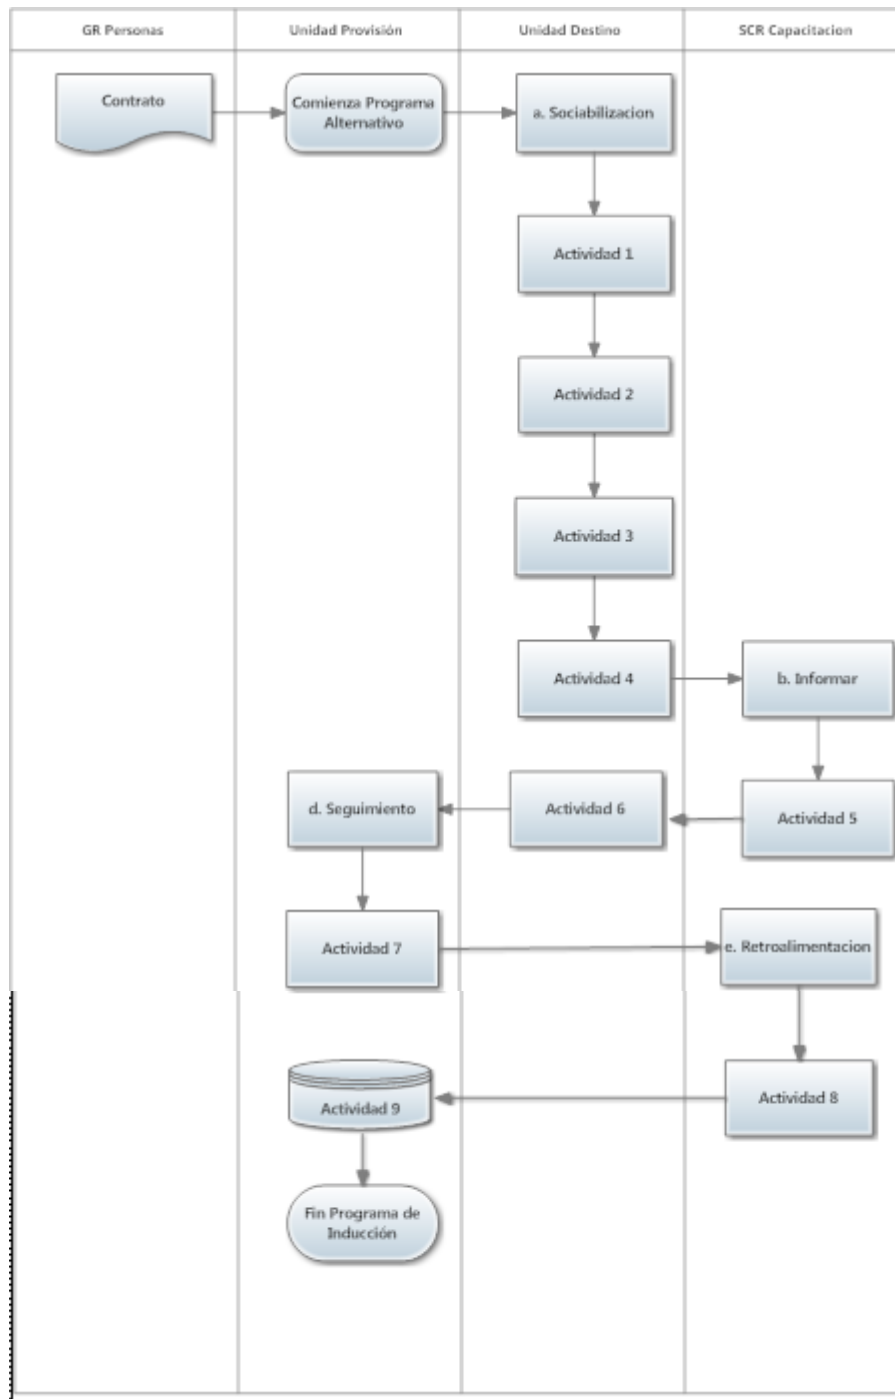 GR Personas
Unidad Provisión
Unidad Destino
SCR Capacitacion
Contrato
Comienza Programa
Alternativo
a. Sociabilizacion
Actividad 1
Actividad 2
Actividad 3
Actividad 4
b. Informar
d. Seguimiento
Actividad 6
Actividad 5
Actividad 7
e. Retroalimentacion
Actividad 9
Actividad 8
Fin Programa de
Inducción